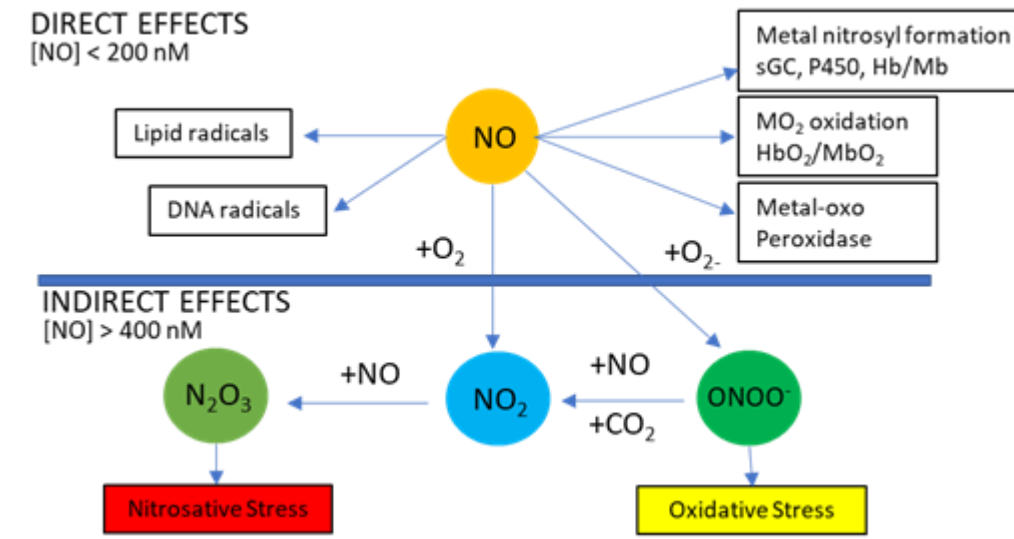 DIRECT EFFECTS
[NO] < 200 nM
Metal nitrosyl formation
sGC, P450, Hb/Mb
Lipid radicals
NO
MO₂ oxidation
HbO₂/MbO₂
DNA radicals
Metal-oxo
Peroxidase
+O₂
+O₂₋
INDIRECT EFFECTS
[NO] > 400 nM
N₂O₃
+NO
NO₂
+NO
+CO₂
ONOO⁻
Nitrosative Stress
Oxidative Stress